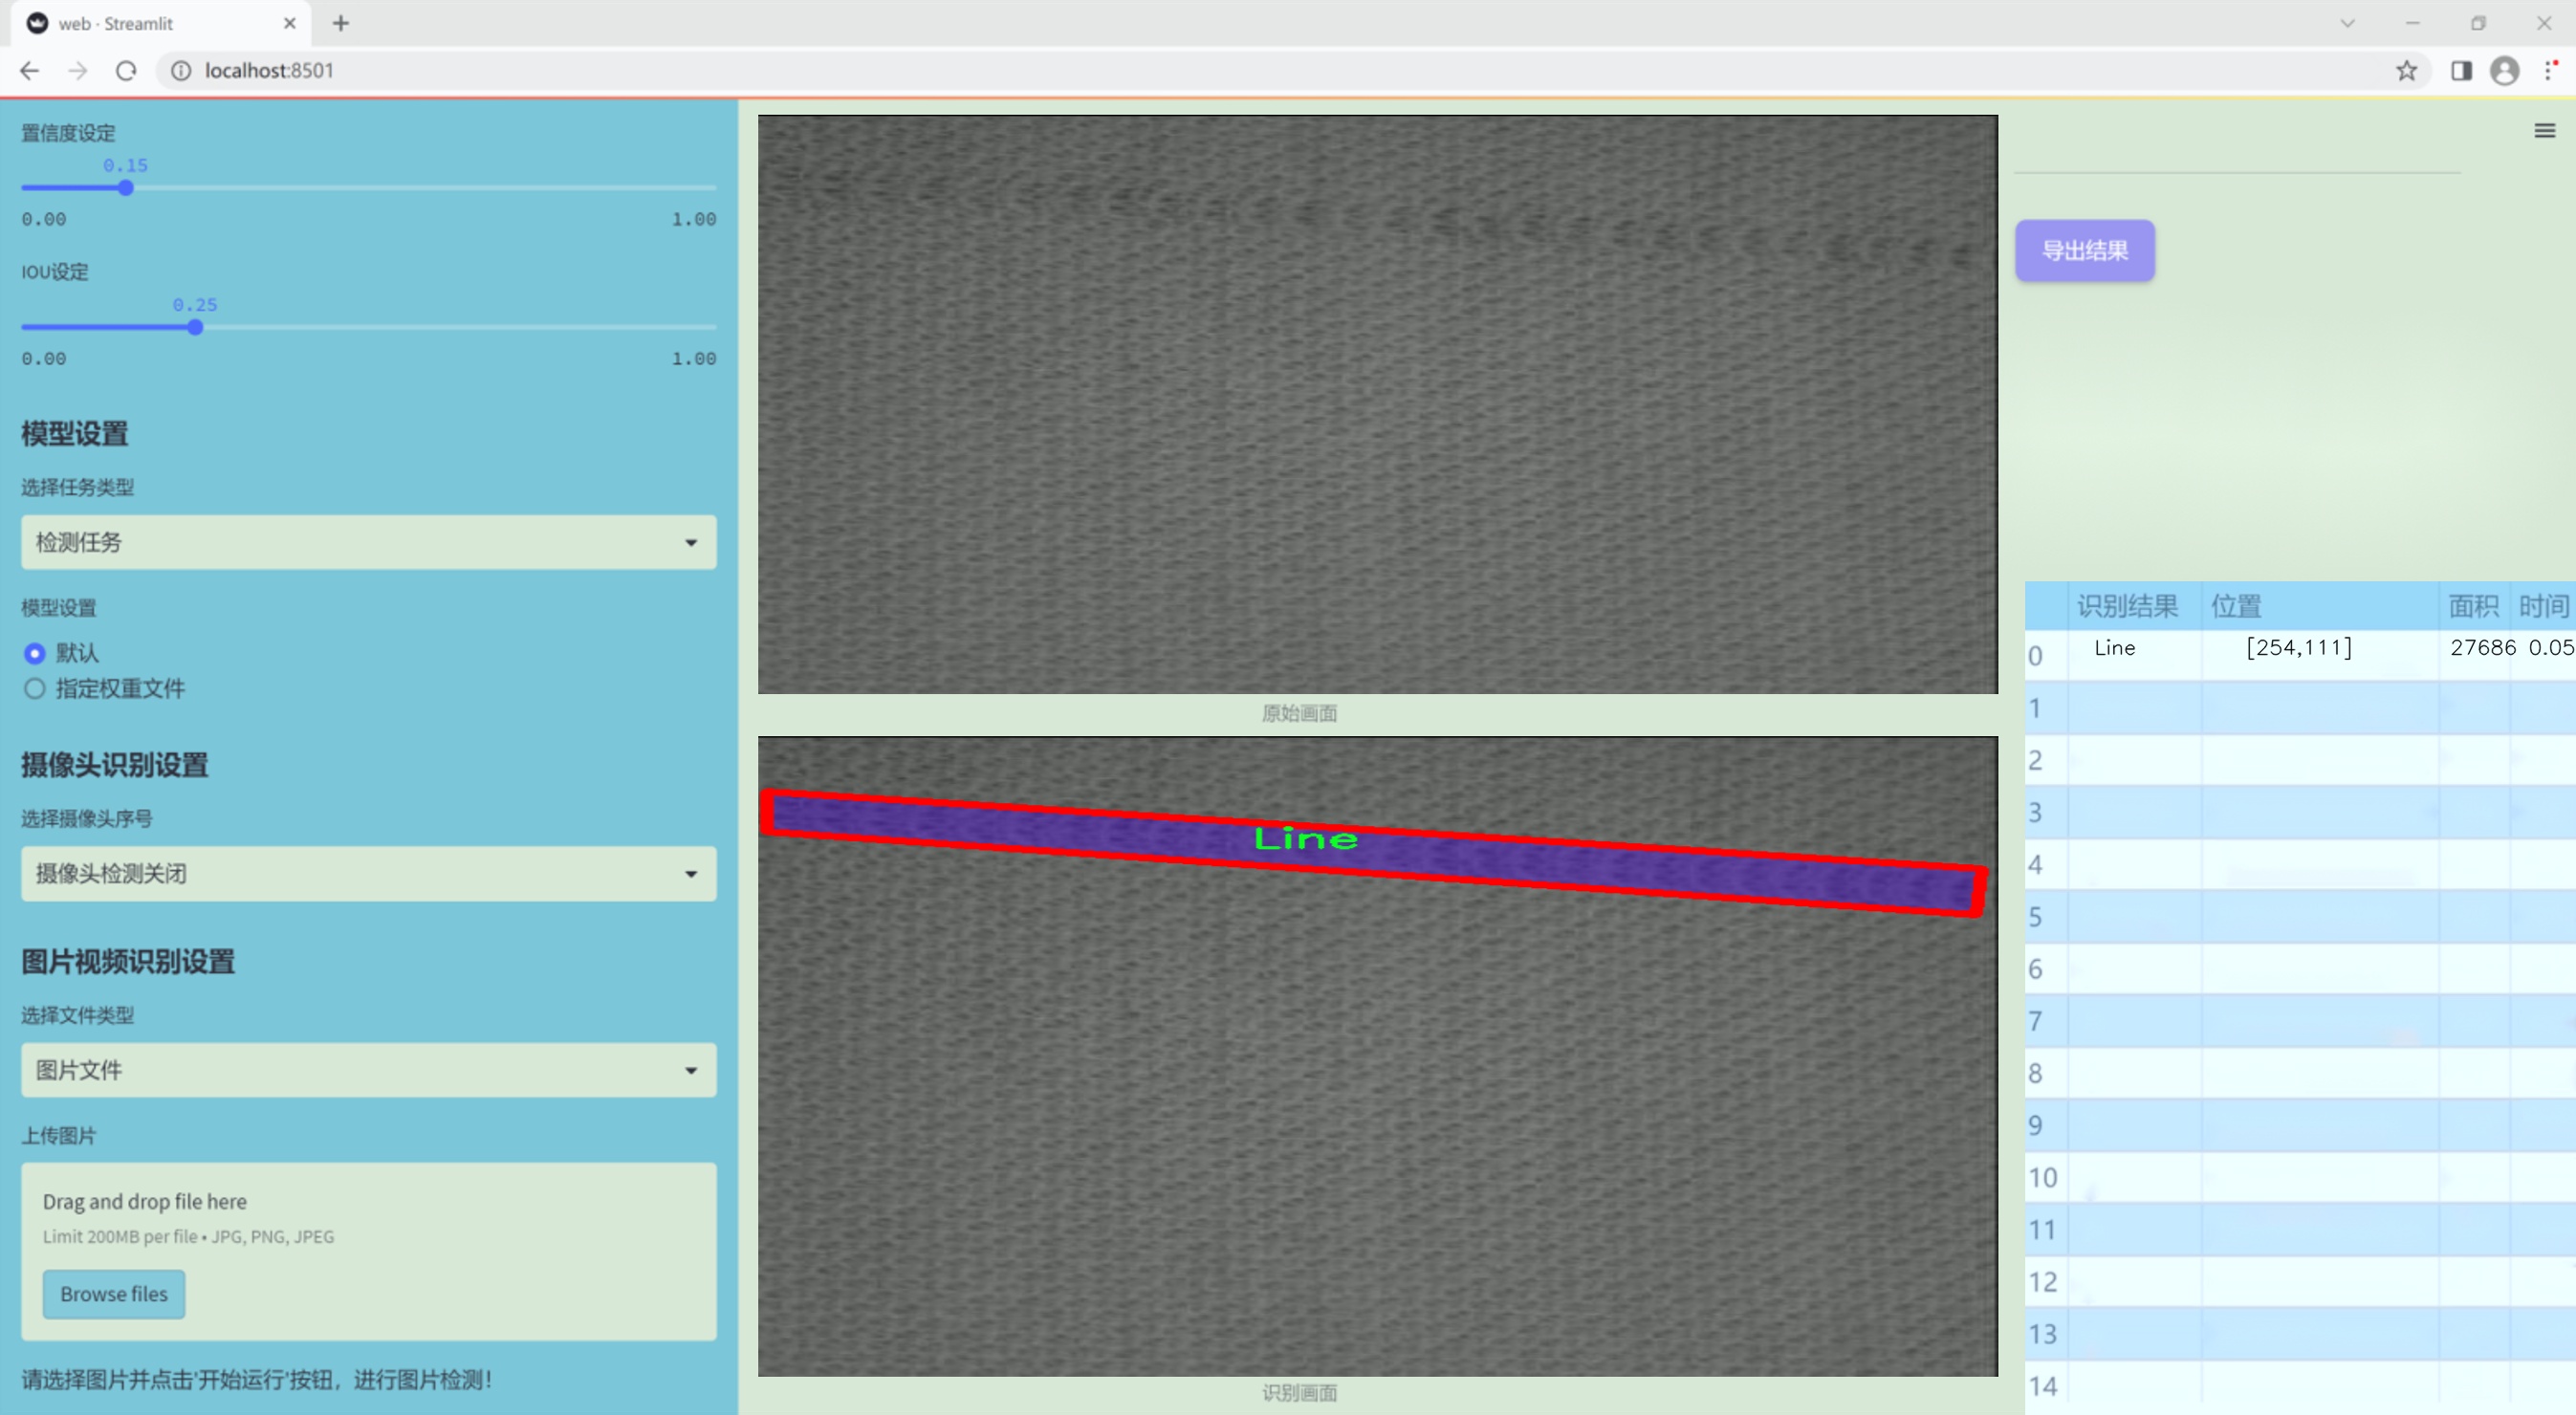 web · Streamlit
localhost:8501
置信度设定
0.15
0.00 1.00
IOU设定
0.25
0.00 1.00
模型设置
选择任务类型
检测任务
模型设置
默认
指定权重文件
摄像头识别设置
选择摄像头序号
摄像头检测关闭
图片视频识别设置
选择文件类型
图片文件
上传图片
Drag and drop file here
Limit 200MB per file • JPG, PNG, JPEG
Browse files
请选择图片并点击'开始运行'按钮，进行图片检测！
原始画面
Line
识别画面
导出结果
识别结果 位置 面积 时间
0 Line [254,111] 27686 0.05
1
2
3
4
5
6
7
8
9
10
11
12
13
14